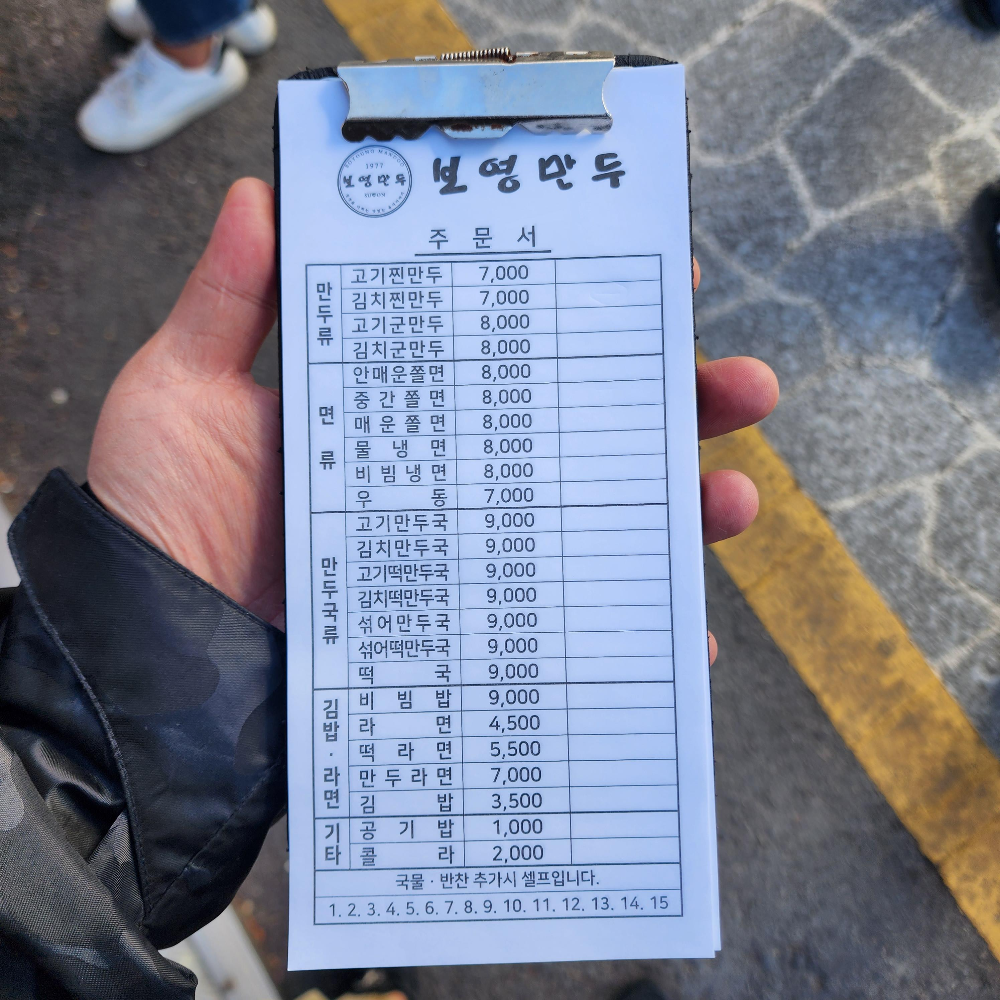 1977
보영만두
SUWON
보영만두
주문서
만두류
고기찐만두 7,000
김치찐만두 7,000
고기군만두 8,000
김치군만두 8,000
면류
안매운쫄면 8,000
중간쫄면 8,000
매운쫄면 8,000
물냉면 8,000
비빔냉면 8,000
우동 7,000
만두국류
고기만두국 9,000
김치만두국 9,000
고기떡만두국 9,000
김치떡만두국 9,000
섞어만두국 9,000
섞어떡만두국 9,000
떡국 9,000
김밥·라면
비빔밥 9,000
라면 4,500
떡라면 5,500
만두라면 7,000
김밥 3,500
기타
공기밥 1,000
콜라 2,000
국물·반찬 추가시 셀프입니다.
1. 2. 3. 4. 5. 6. 7. 8. 9. 10. 11. 12. 13. 14. 15